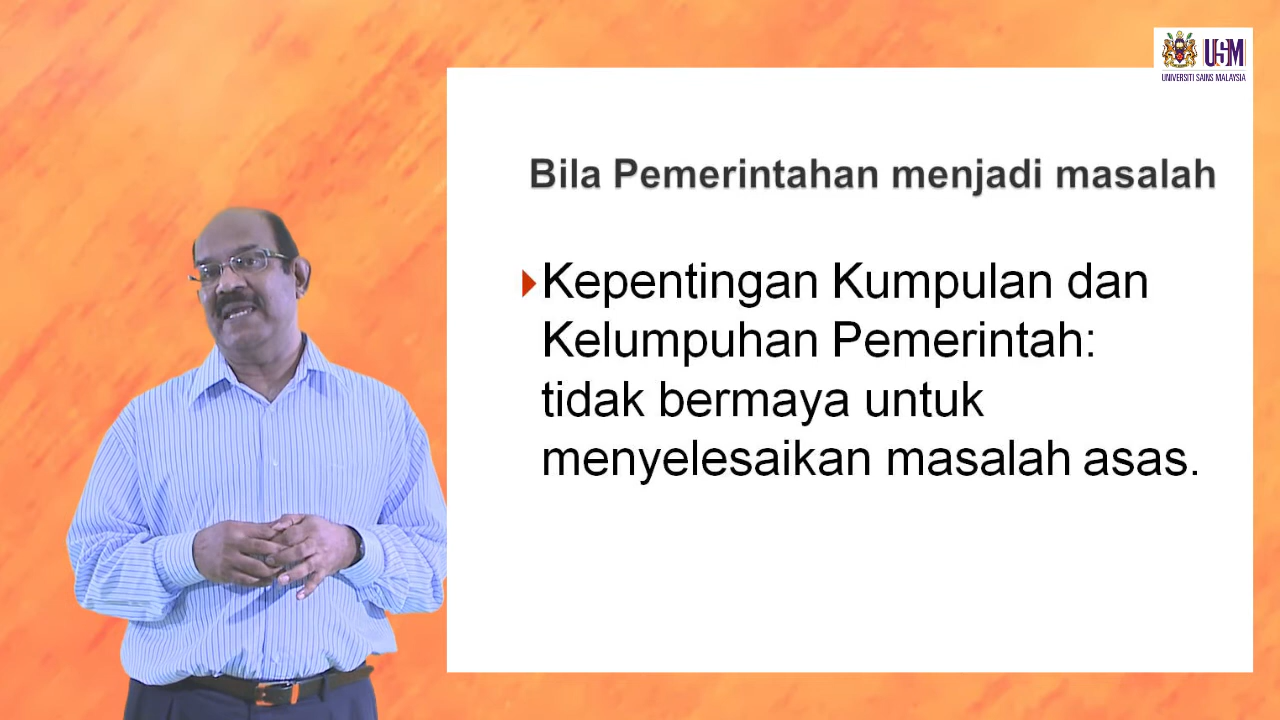 USM
UNIVERSITI SAINS MALAYSIA
Bila Pemerintahan menjadi masalah
Kepentingan Kumpulan dan
Kelumpuhan Pemerintah:
tidak bermaya untuk
menyelesaikan masalah asas.